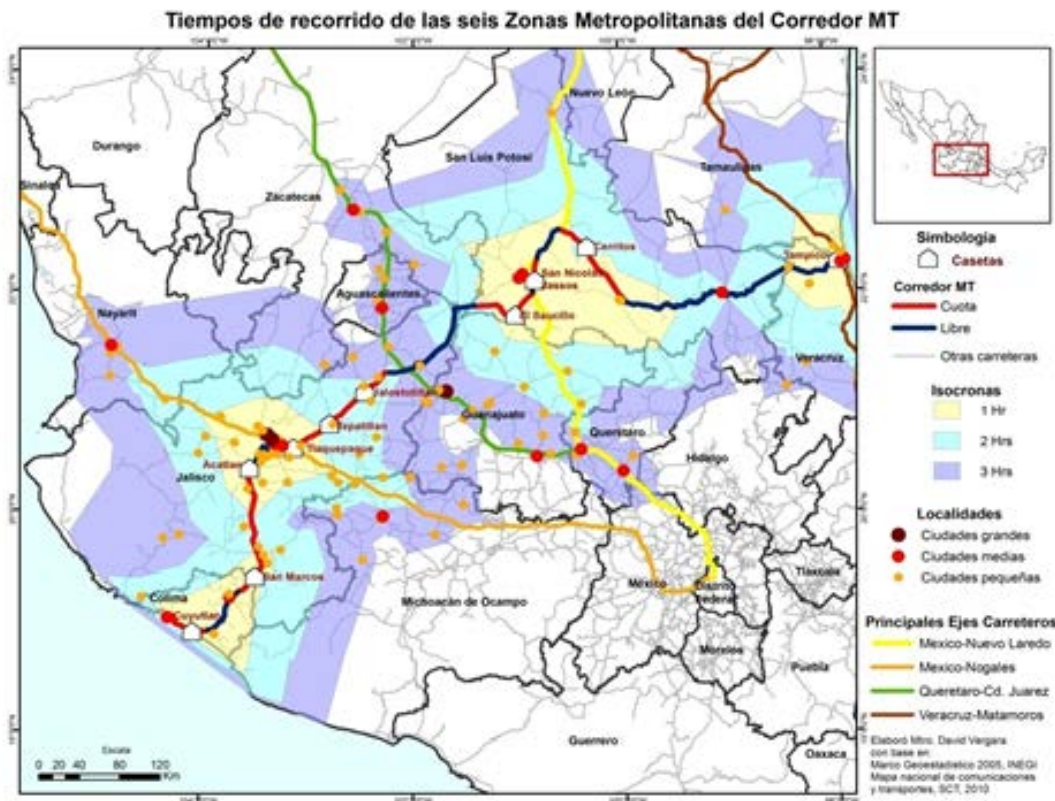 Tiempos de recorrido de las seis Zonas Metropolitanas del Corredor MT
Nuevo León
Durango
San Luis Potosí
Tamaulipas
Sinaloa
Zacatecas
Cerritos
Tampico
San Nicolás
Jassos
Aguascalientes
El Saucillo
Nayarit
Veracruz
Jalostotitlan
Guanajuato
Tepatitlan
Querétaro
Tlaquepaque
Hidalgo
Acatlan
Jalisco
San Marcos
México
Distrito
Federal
Tlaxcala
Colima
Cuyutlan
Michoacán de Ocampo
Morelos
Puebla
Guerrero
Oaxaca
Escala
0 20 40 80 120
Km
Simbología
Casetas
Corredor MT
Cuota
Libre
Otras carreteras
Isocronas
1 Hr
2 Hrs
3 Hrs
Localidades
Ciudades grandes
Ciudades medias
Ciudades pequeñas
Principales Ejes Carreteros
Mexico-Nuevo Laredo
Mexico-Nogales
Queretaro-Cd. Juarez
Veracruz-Matamoros
Elaboró Mtro. David Vergara
con base en:
Marco Geoestadístico 2005, INEGI
Mapa nacional de comunicaciones
y transportes, SCT, 2010